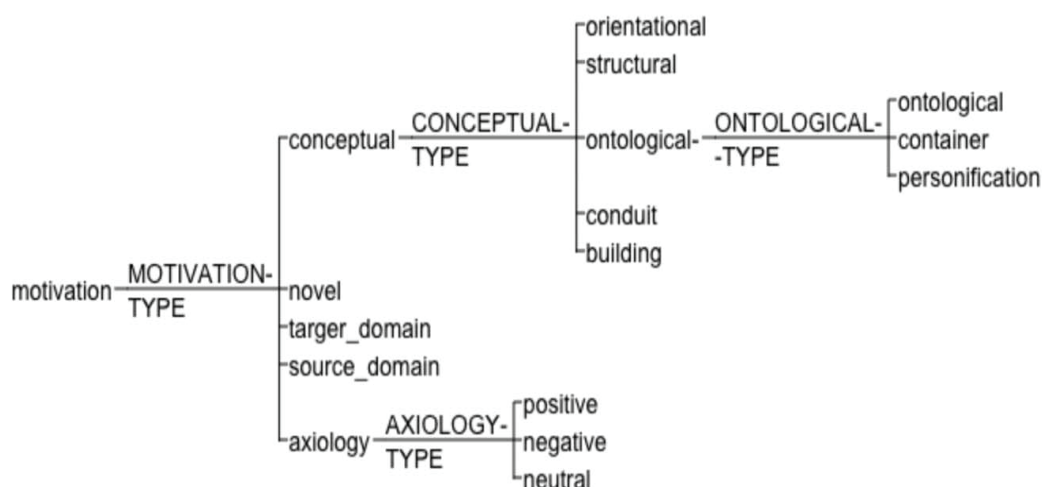 orientational
structural
CONCEPTUAL-
TYPE
conceptual
ontological-
ONTOLOGICAL-
-TYPE
ontological
container
personification
conduit
building
motivation
MOTIVATION-
TYPE
novel
targer_domain
source_domain
axiology
AXIOLOGY-
TYPE
positive
negative
neutral